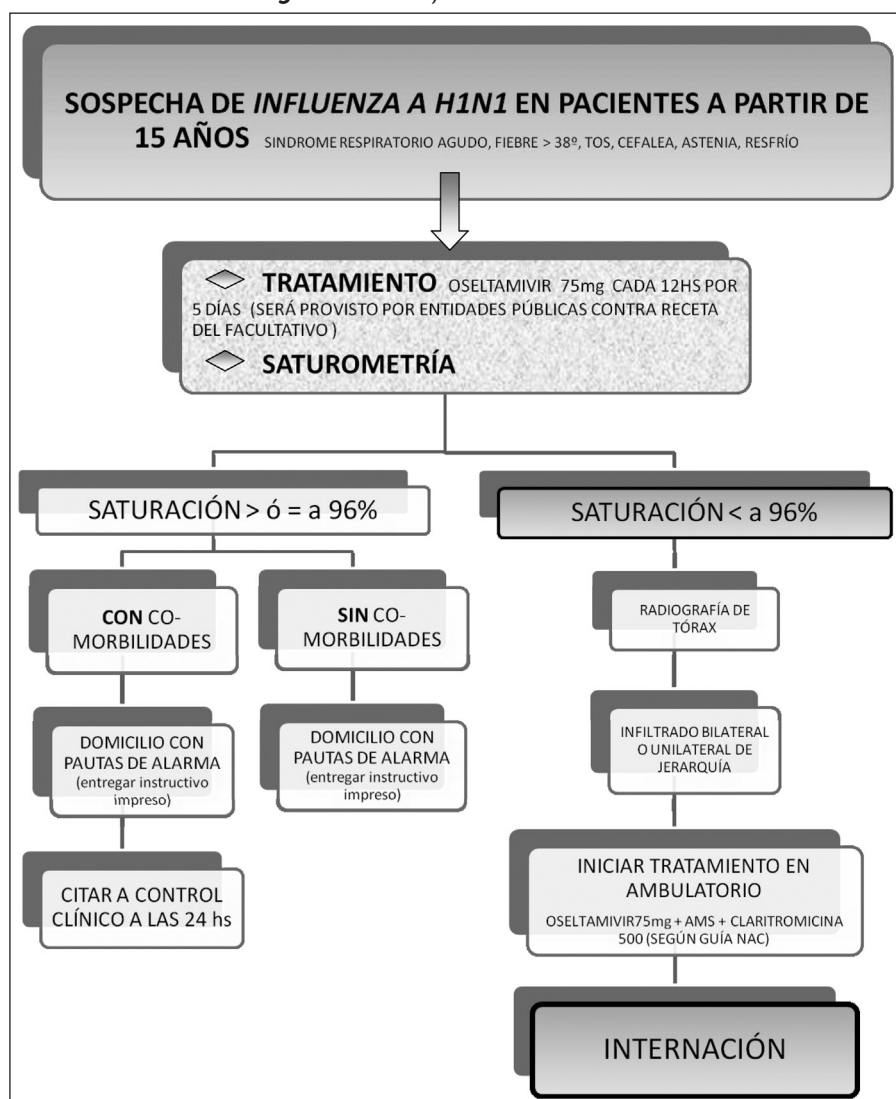 SOSPECHA DE INFLUENZA A H1N1 EN PACIENTES A PARTIR DE
15 AÑOS SINDROME RESPIRATORIO AGUDO, FIEBRE > 38º, TOS, CEFALEA, ASTENIA, RESFRÍO
TRATAMIENTO OSELTAMIVIR 75mg CADA 12HS POR
5 DÍAS (SERÁ PROVISTO POR ENTIDADES PÚBLICAS CONTRA RECETA
DEL FACULTATIVO )
SATUROMETRÍA
SATURACIÓN > ó = a 96%
CON CO-
MORBILIDADES
DOMICILIO CON
PAUTAS DE ALARMA
(entregar instructivo
impreso)
CITAR A CONTROL
CLÍNICO A LAS 24 hs
SIN CO-
MORBILIDADES
DOMICILIO CON
PAUTAS DE ALARMA
(entregar instructivo
impreso)
SATURACIÓN < a 96%
RADIOGRAFÍA DE
TÓRAX
INFILTRADO BILATERAL
O UNILATERAL DE
JERARQUÍA
INICIAR TRATAMIENTO EN
AMBULATORIO
OSELTAMIVIR75mg + AMS + CLARITROMICINA
500 (SEGÚN GUÍA NAC)
INTERNACIÓN